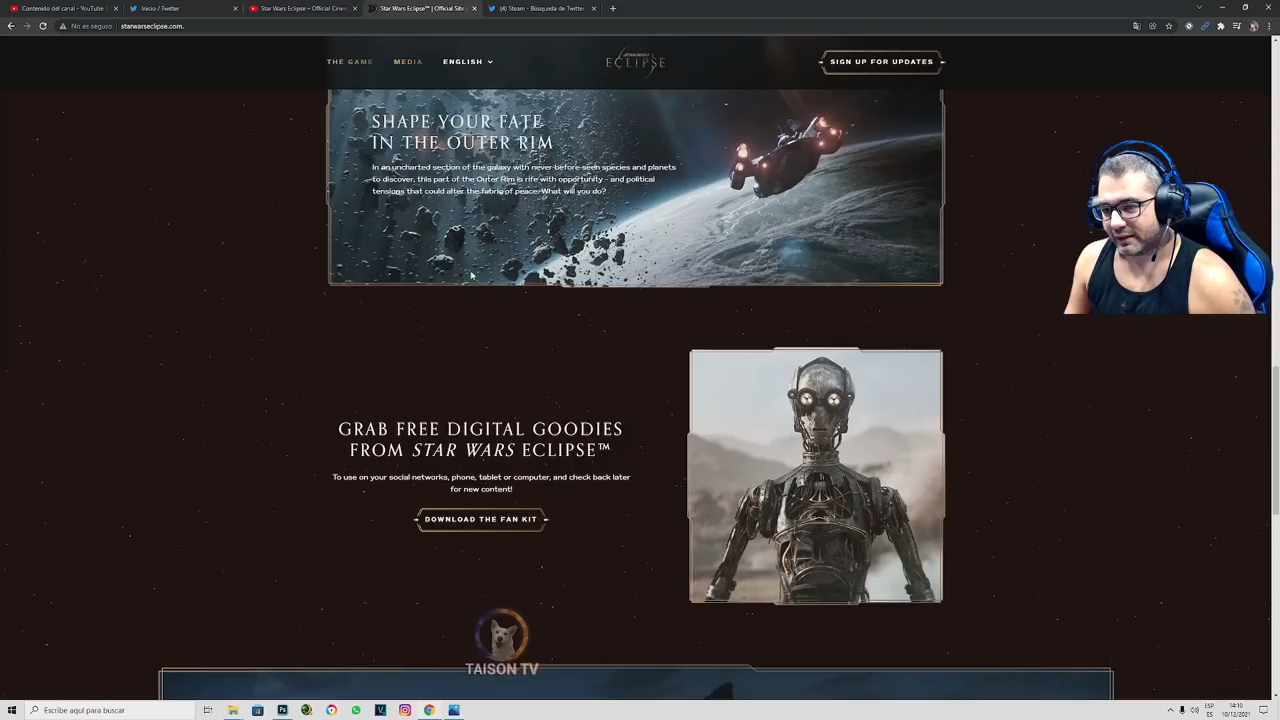 Contenido del canal - YouTube S
Inicio / Twitter
Star Wars Eclipse – Official Cinem
Star Wars Eclipse™ | Official Site
(4) Steam - Búsqueda de Twitter
No es seguro
starwarseclipse.com.
THE GAME
MEDIA
ENGLISH
STAR WARS
ECLIPSE
SIGN UP FOR UPDATES
SHAPE YOUR FATE
IN THE OUTER RIM
In an uncharted section of the galaxy with never-before-seen species and planets
to discover, this part of the Outer Rim is rife with opportunity - and political
tensions that could alter the fabric of peace. What will you do?
GRAB FREE DIGITAL GOODIES
FROM STAR WARS ECLIPSE™
To use on your social networks, phone, tablet or computer, and check back later
for new content!
DOWNLOAD THE FAN KIT
TAISON TV
Escribe aquí para buscar
ESP
ES
14:10
10/12/2021